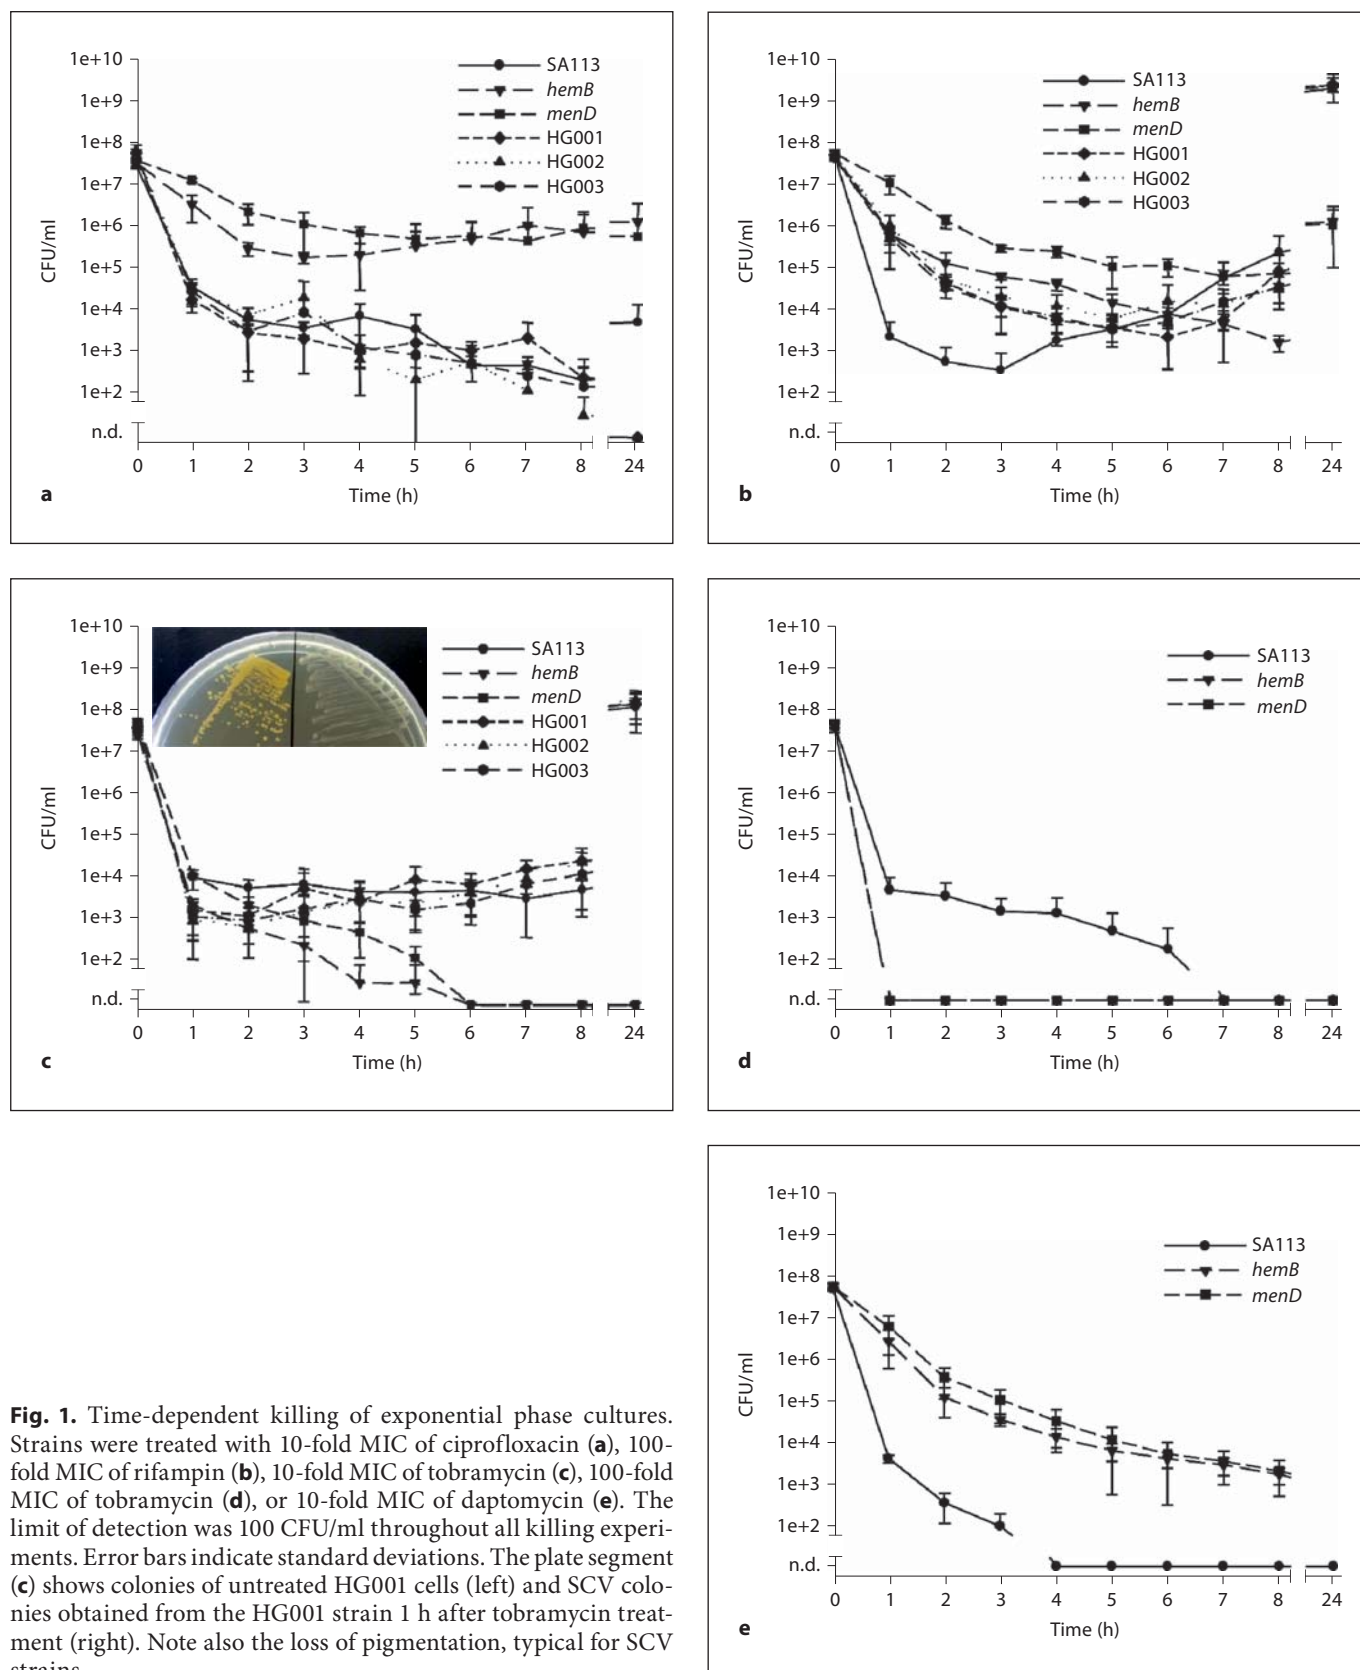 1e+10
1e+9
1e+8
1e+7
1e+6
1e+5
1e+4
1e+3
1e+2
n.d.
CFU/ml
SA113
hemB
menD
HG001
HG002
HG003
0 1 2 3 4 5 6 7 8 24
Time (h)
a
1e+10
1e+9
1e+8
1e+7
1e+6
1e+5
1e+4
1e+3
1e+2
n.d.
CFU/ml
SA113
hemB
menD
HG001
HG002
HG003
0 1 2 3 4 5 6 7 8 24
Time (h)
b
1e+10
1e+9
1e+8
1e+7
1e+6
1e+5
1e+4
1e+3
1e+2
n.d.
CFU/ml
SA113
hemB
menD
HG001
HG002
HG003
0 1 2 3 4 5 6 7 8 24
Time (h)
c
1e+10
1e+9
1e+8
1e+7
1e+6
1e+5
1e+4
1e+3
1e+2
n.d.
CFU/ml
SA113
hemB
menD
0 1 2 3 4 5 6 7 8 24
Time (h)
d
1e+10
1e+9
1e+8
1e+7
1e+6
1e+5
1e+4
1e+3
1e+2
n.d.
CFU/ml
SA113
hemB
menD
0 1 2 3 4 5 6 7 8 24
Time (h)
e
Fig. 1. Time-dependent killing of exponential phase cultures.
Strains were treated with 10-fold MIC of ciprofloxacin (a), 100-
fold MIC of rifampin (b), 10-fold MIC of tobramycin (c), 100-fold
MIC of tobramycin (d), or 10-fold MIC of daptomycin (e). The
limit of detection was 100 CFU/ml throughout all killing experi-
ments. Error bars indicate standard deviations. The plate segment
(c) shows colonies of untreated HG001 cells (left) and SCV colo-
nies obtained from the HG001 strain 1 h after tobramycin treat-
ment (right). Note also the loss of pigmentation, typical for SCV
strains